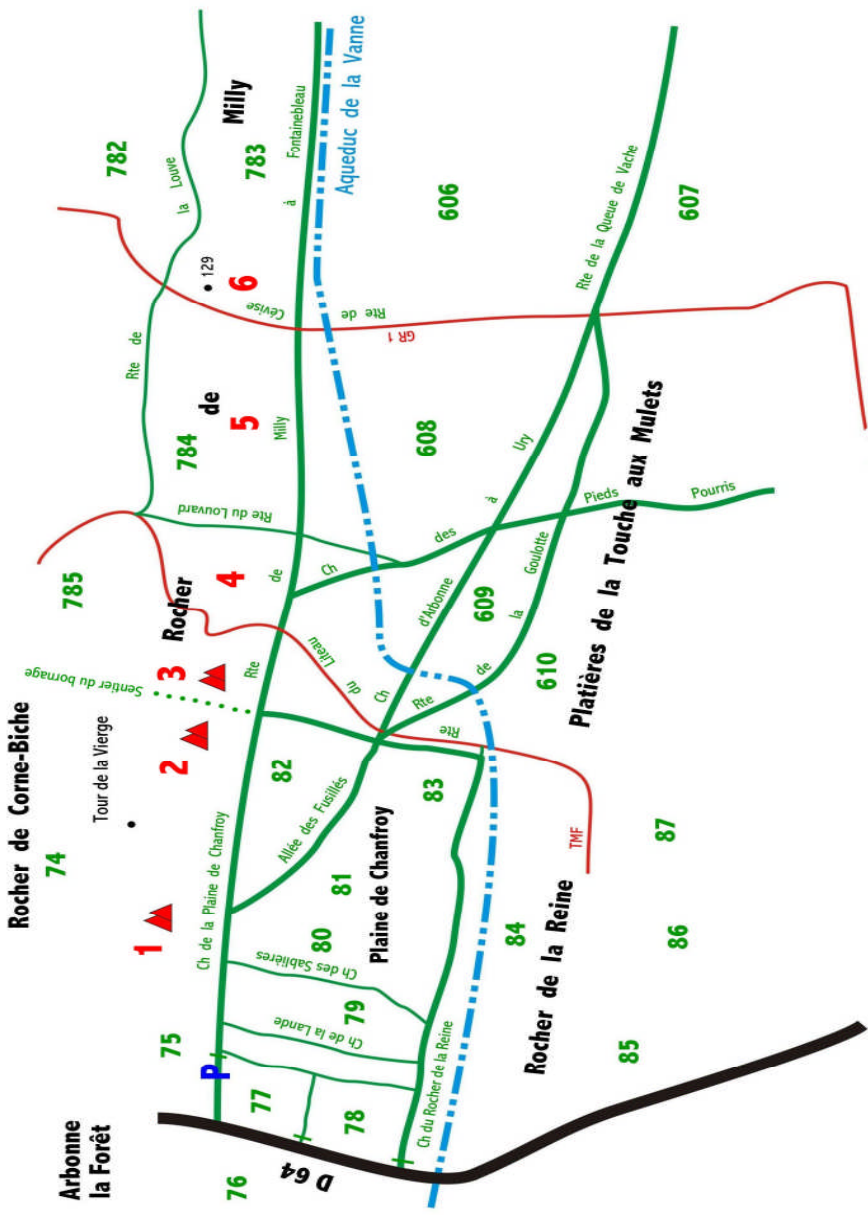 Arbonne
la Forêt
Rocher de Corne-Biche
74
Tour de la Vierge
1
2
3
4
5
6
Sentier du bornage
Rocher
de
Milly
785
784
783
782
Rte de
la Louve
• 129
Rte du Louvard
75
76
77
78
79
80
81
82
83
P
D 64
Ch de la Plaine de Chanfroy
Rte
de
Milly
à
Fontainebleau
Aqueduc de la Vanne
Cévise
Rte de
GR 1
Ch de la Lande
Ch des Sablières
Allée des Fusillés
Plaine de Chanfroy
Rte
du
Liteau
Ch
d'Arbonne
à
Ury
Rte de la Queue de Vache
Ch
des
Pieds
Pourris
Rte
de
la
Goulotte
606
607
608
609
610
Ch du Rocher de la Reine
Rocher de la Reine
Platières de la Touche aux Mulets
TMF
84
85
86
87